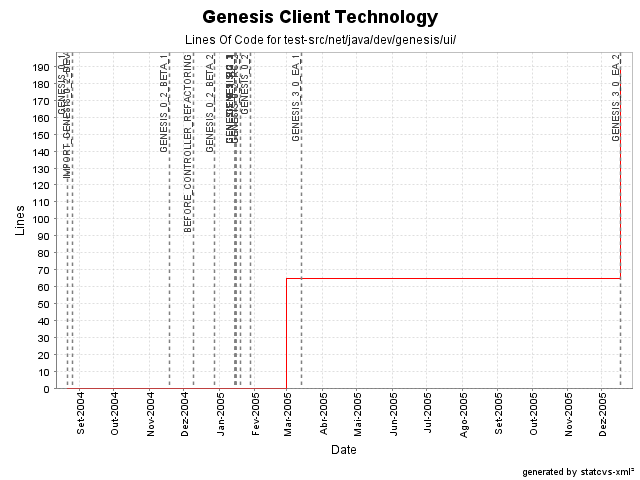 Genesis Client Technology
Lines Of Code for test-src/net/java/dev/genesis/ui/
GENESIS_0_1
IMPORT_GENESIS_0_2_DEV
GENESIS_0_2_BETA_1
BEFORE_CONTROLLER_REFACTORING
GENESIS_0_2_BETA_2
GENESIS_0_2
GENESIS_3_0_EA_1
GENESIS_3_0_EA_2
190
180
170
160
150
140
130
120
110
100
90
80
70
60
50
40
30
20
10
0
Lines
Set-2004
Out-2004
Nov-2004
Dez-2004
Jan-2005
Fev-2005
Mar-2005
Abr-2005
Mai-2005
Jun-2005
Jul-2005
Ago-2005
Set-2005
Out-2005
Nov-2005
Dez-2005
Date
generated by statcvs-xml²